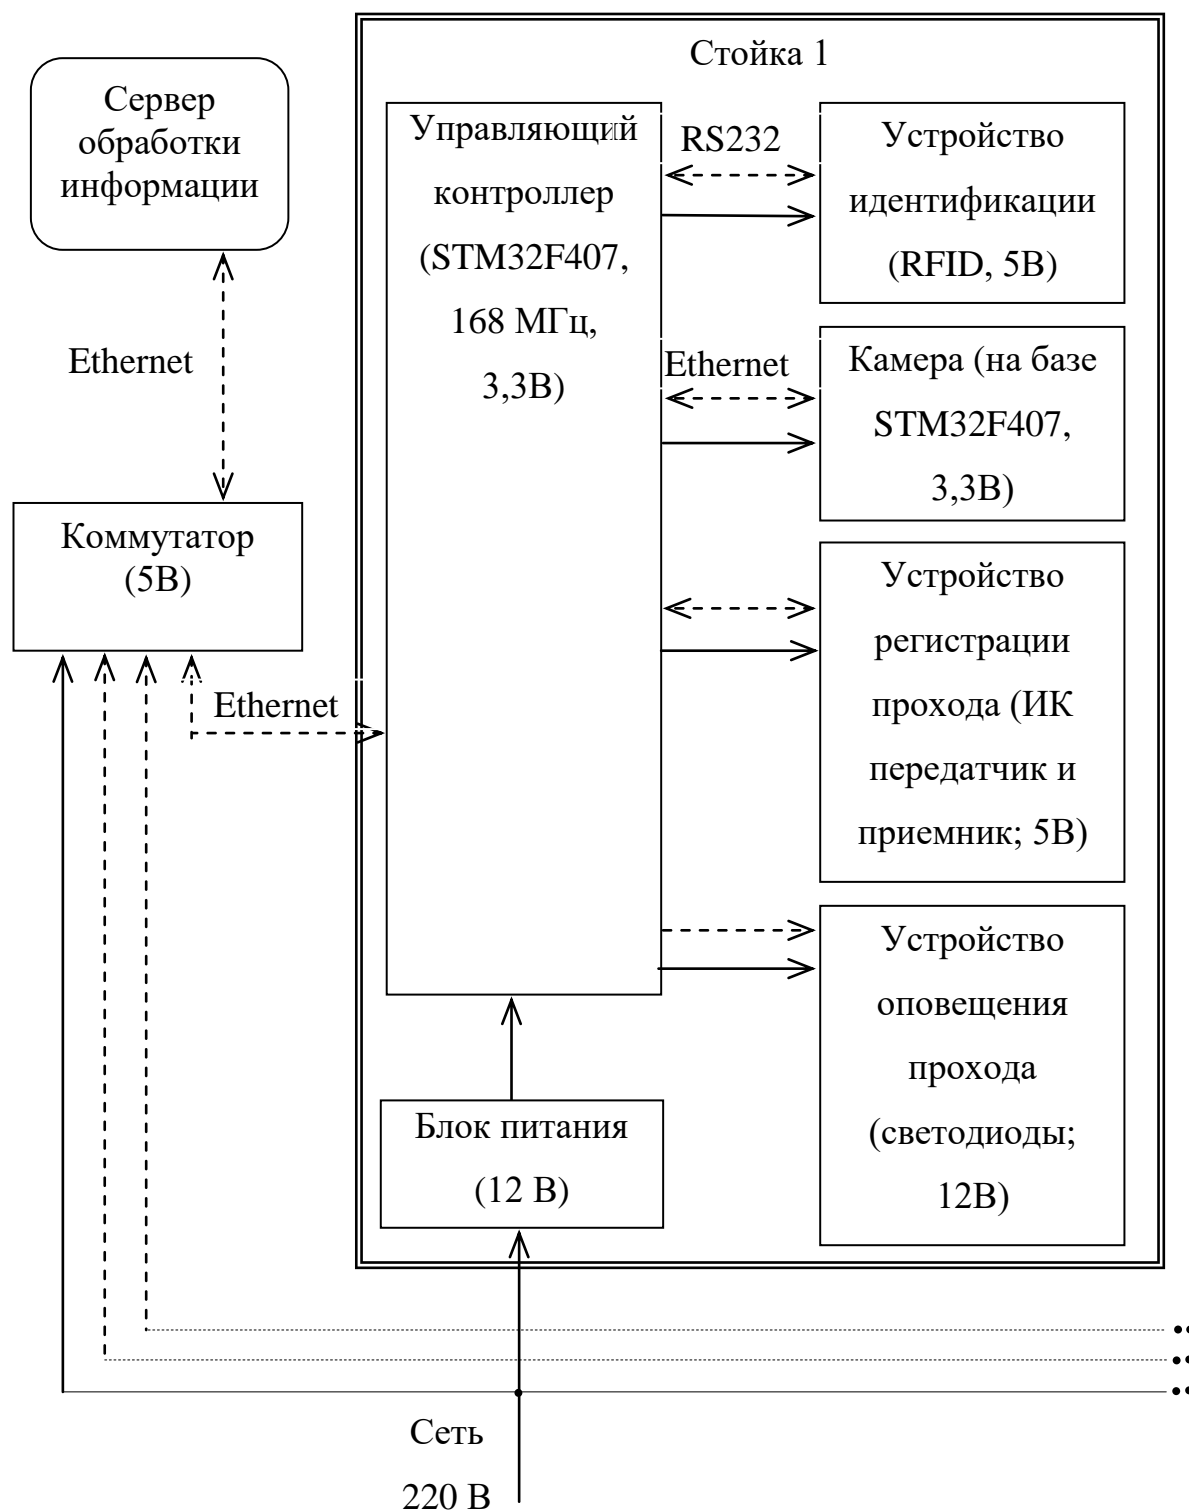 Стойка 1
Сервер
обработки
информации
Управляющий
контроллер
(STM32F407,
168 МГц,
3,3В)
RS232
Устройство
идентификации
(RFID, 5В)
Ethernet
Ethernet
Камера (на базе
STM32F407,
3,3В)
Коммутатор
(5В)
Устройство
регистрации
прохода (ИК
передатчик и
приемник; 5В)
Ethernet
Устройство
оповещения
прохода
(светодиоды;
12В)
Блок питания
(12 В)
Сеть
220 В